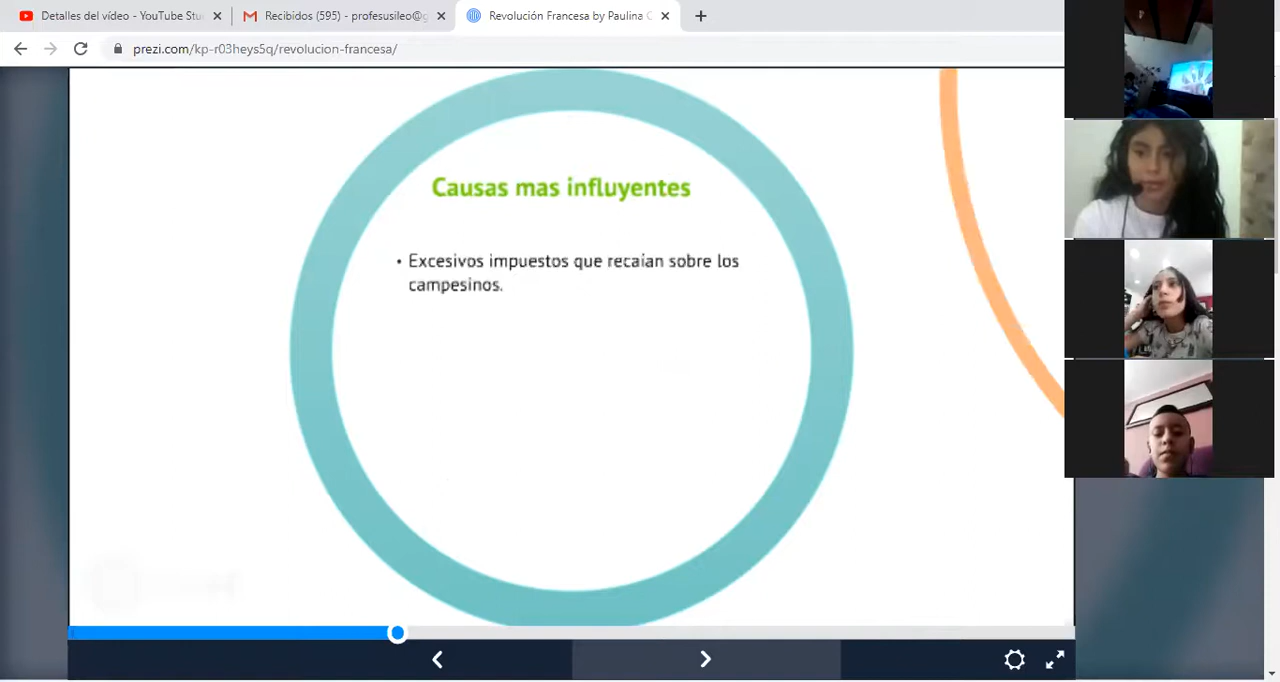 Detalles del vídeo - YouTube Stu
Recibidos (595) - profesusileo@g
Revolución Francesa by Paulina C
prezi.com/kp-r03heys5q/revolucion-francesa/
Causas mas influyentes
• Excesivos impuestos que recaían sobre los
campesinos.